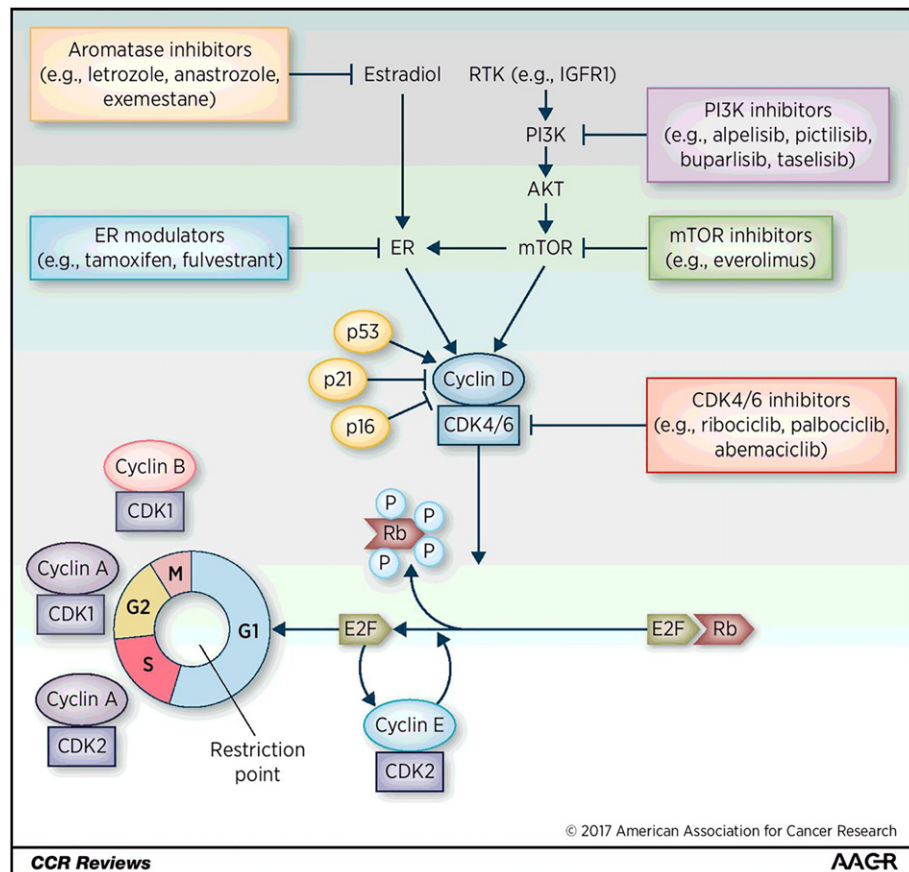 Aromatase inhibitors
(e.g., letrozole, anastrozole,
exemestane)
Estradiol
RTK (e.g., IGFR1)
PI3K
PI3K inhibitors
(e.g., alpelisib, pictilisib,
buparlisib, taselisib)
AKT
ER modulators
(e.g., tamoxifen, fulvestrant)
ER
mTOR
mTOR inhibitors
(e.g., everolimus)
p53
p21
p16
Cyclin D
CDK4/6
CDK4/6 inhibitors
(e.g., ribociclib, palbociclib,
abemaciclib)
Cyclin B
CDK1
P
P
Rb
P
P
Cyclin A
CDK1
M
G2
G1
S
E2F
E2F
Rb
Cyclin A
CDK2
Restriction
point
Cyclin E
CDK2
© 2017 American Association for Cancer Research
CCR Reviews
AACR